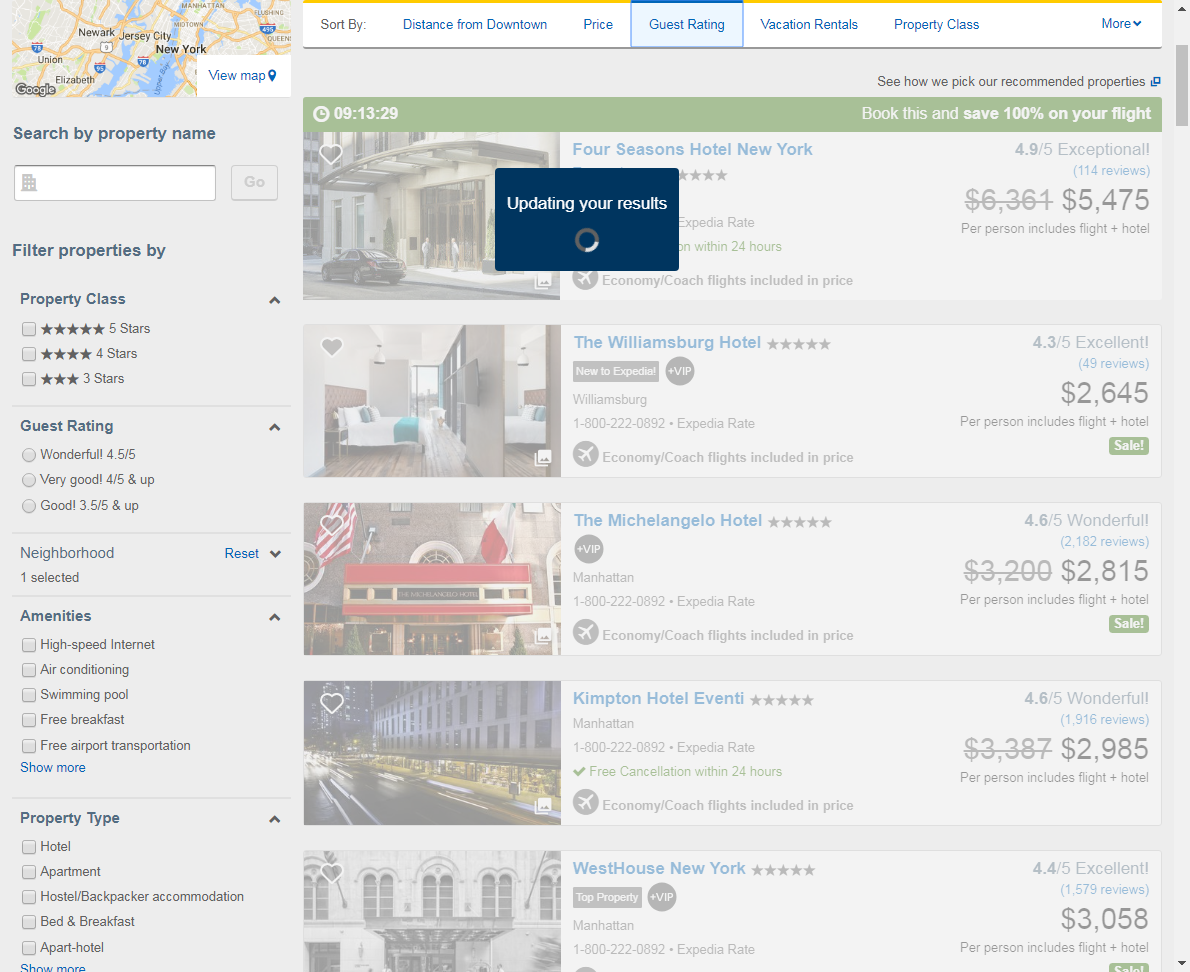 MANHATTAN
FLUSHING
Newark
Jersey City
MIDTOWN
495
QUEENS
78
9
New York
Union
95
78
Elizabeth
Upper Bay
Google
View map
Search by property name
Go
Filter properties by
Property Class
★★★★★ 5 Stars
★★★★ 4 Stars
★★★ 3 Stars
Guest Rating
Wonderful! 4.5/5
Very good! 4/5 & up
Good! 3.5/5 & up
Neighborhood Reset
1 selected
Amenities
High-speed Internet
Air conditioning
Swimming pool
Free breakfast
Free airport transportation
Show more
Property Type
Hotel
Apartment
Hostel/Backpacker accommodation
Bed & Breakfast
Apart-hotel
Show more
Sort By: Distance from Downtown Price Guest Rating Vacation Rentals Property Class More
See how we pick our recommended properties
09:13:29 Book this and save 100% on your flight
Four Seasons Hotel New York
4.9/5 Exceptional!
(114 reviews)
$6,361 $5,475
Per person includes flight + hotel
Updating your results
Expedia Rate
within 24 hours
Economy/Coach flights included in price
The Williamsburg Hotel ★★★★★
New to Expedia! +VIP
Williamsburg
1-800-222-0892 • Expedia Rate
Economy/Coach flights included in price
4.3/5 Excellent!
(49 reviews)
$2,645
Per person includes flight + hotel
Sale!
THE MICHELANGELO HOTEL
The Michelangelo Hotel ★★★★★
+VIP
Manhattan
1-800-222-0892 • Expedia Rate
Economy/Coach flights included in price
4.6/5 Wonderful!
(2,182 reviews)
$3,200 $2,815
Per person includes flight + hotel
Sale!
Kimpton Hotel Eventi ★★★★★
Manhattan
1-800-222-0892 • Expedia Rate
Free Cancellation within 24 hours
Economy/Coach flights included in price
4.6/5 Wonderful!
(1,916 reviews)
$3,387 $2,985
Per person includes flight + hotel
WestHouse New York ★★★★★
Top Property +VIP
Manhattan
1-800-222-0892 • Expedia Rate
4.4/5 Excellent!
(1,579 reviews)
$3,058
Per person includes flight + hotel
Sale!